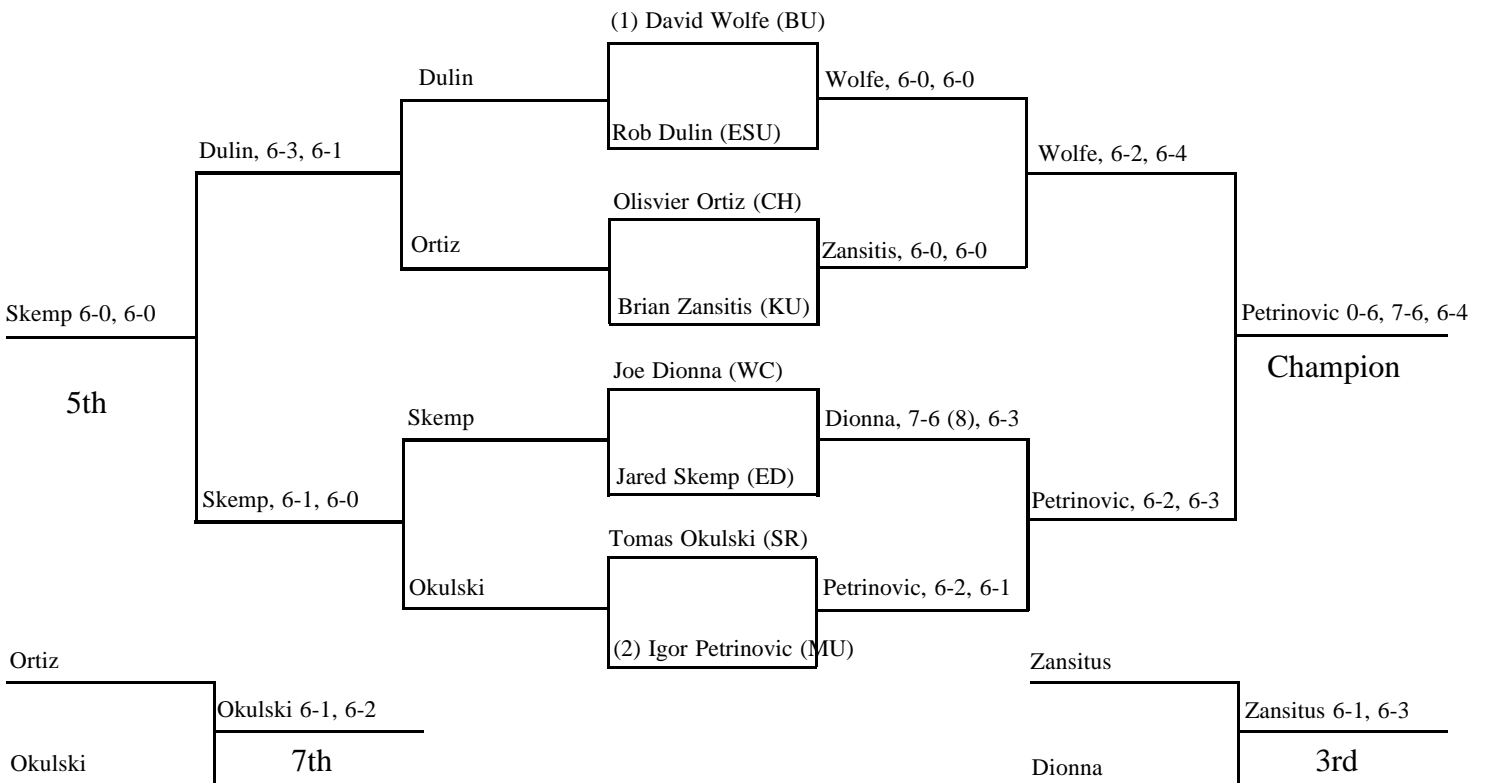 (1) David Wolfe (BU)
Dulin
Wolfe, 6-0, 6-0
Rob Dulin (ESU)
Dulin, 6-3, 6-1
Wolfe, 6-2, 6-4
Olisvier Ortiz (CH)
Ortiz
Zansitis, 6-0, 6-0
Brian Zansitis (KU)
Skemp 6-0, 6-0
Petrinovic 0-6, 7-6, 6-4
5th
Champion
Joe Dionna (WC)
Skemp
Dionna, 7-6 (8), 6-3
Jared Skemp (ED)
Skemp, 6-1, 6-0
Petrinovic, 6-2, 6-3
Tomas Okulski (SR)
Okulski
Petrinovic, 6-2, 6-1
(2) Igor Petrinovic (MU)
Ortiz
Zansitus
Okulski 6-1, 6-2
Zansitus 6-1, 6-3
Okulski
7th
Dionna
3rd